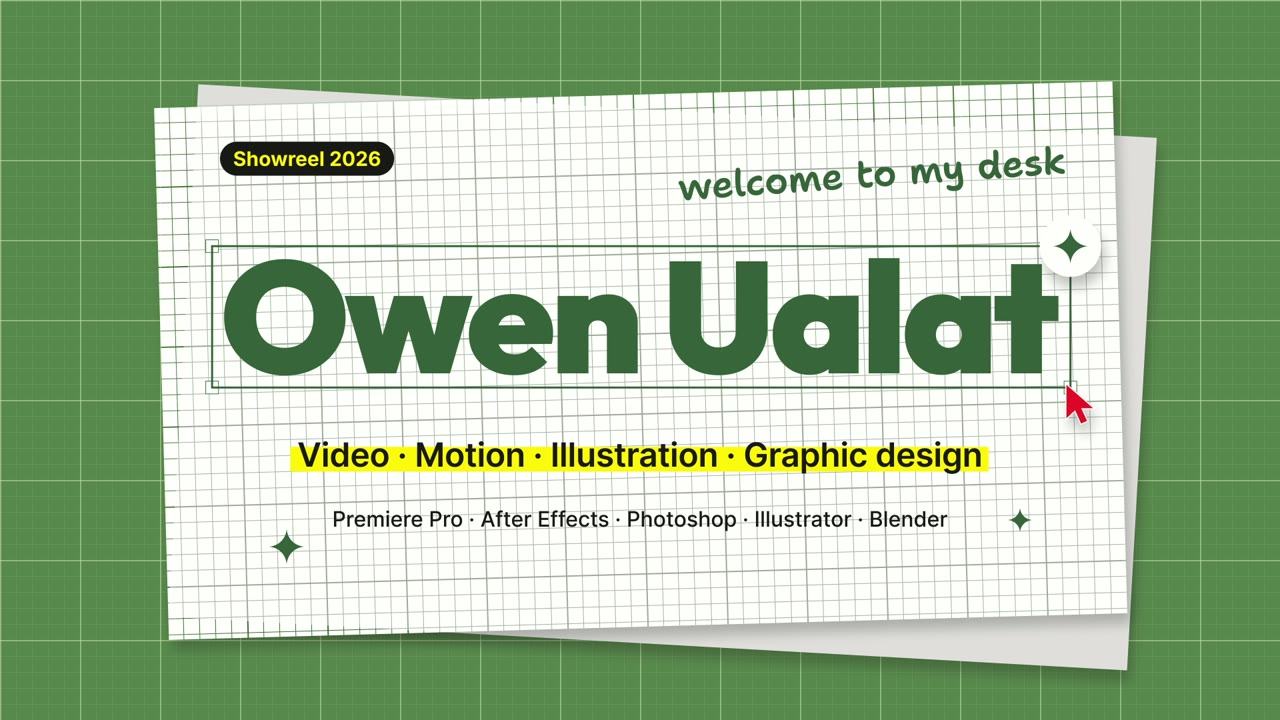 Showreel 2026
welcome to my desk
Owen Ualat
Video · Motion · Illustration · Graphic design
Premiere Pro · After Effects · Photoshop · Illustrator · Blender